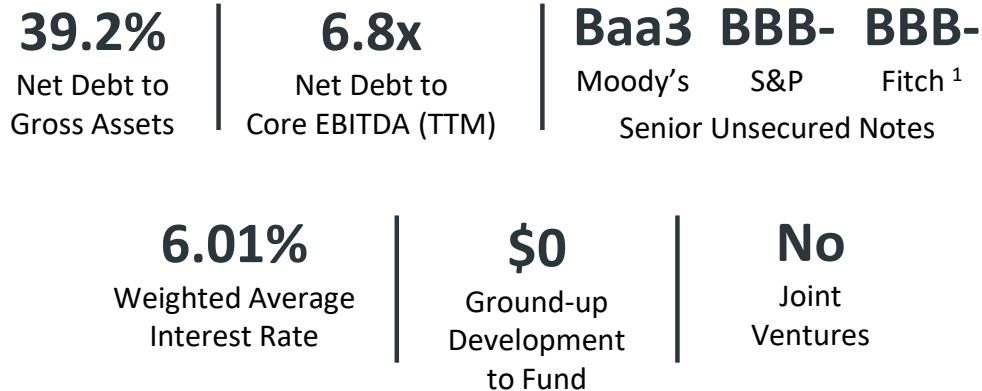 39.2%
Net Debt to
Gross Assets
6.8x
Net Debt to
Core EBITDA (TTM)
Baa3 BBB- BBB-
Moody’s S&P Fitch ¹
Senior Unsecured Notes
6.01%
Weighted Average
Interest Rate
$0
Ground-up
Development
to Fund
No
Joint
Ventures